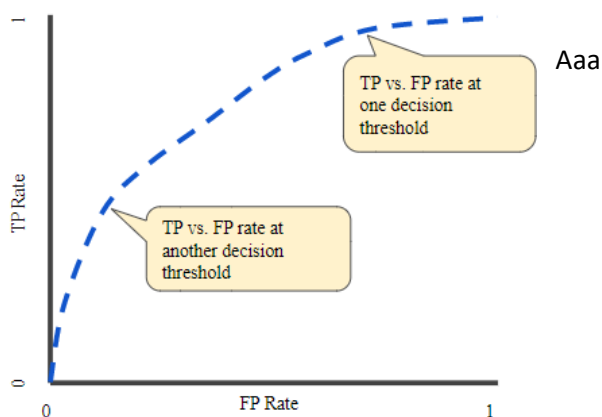 1
Aaa
TP vs. FP rate at
one decision
threshold
TP Rate
TP vs. FP rate at
another decision
threshold
0
0
FP Rate
1